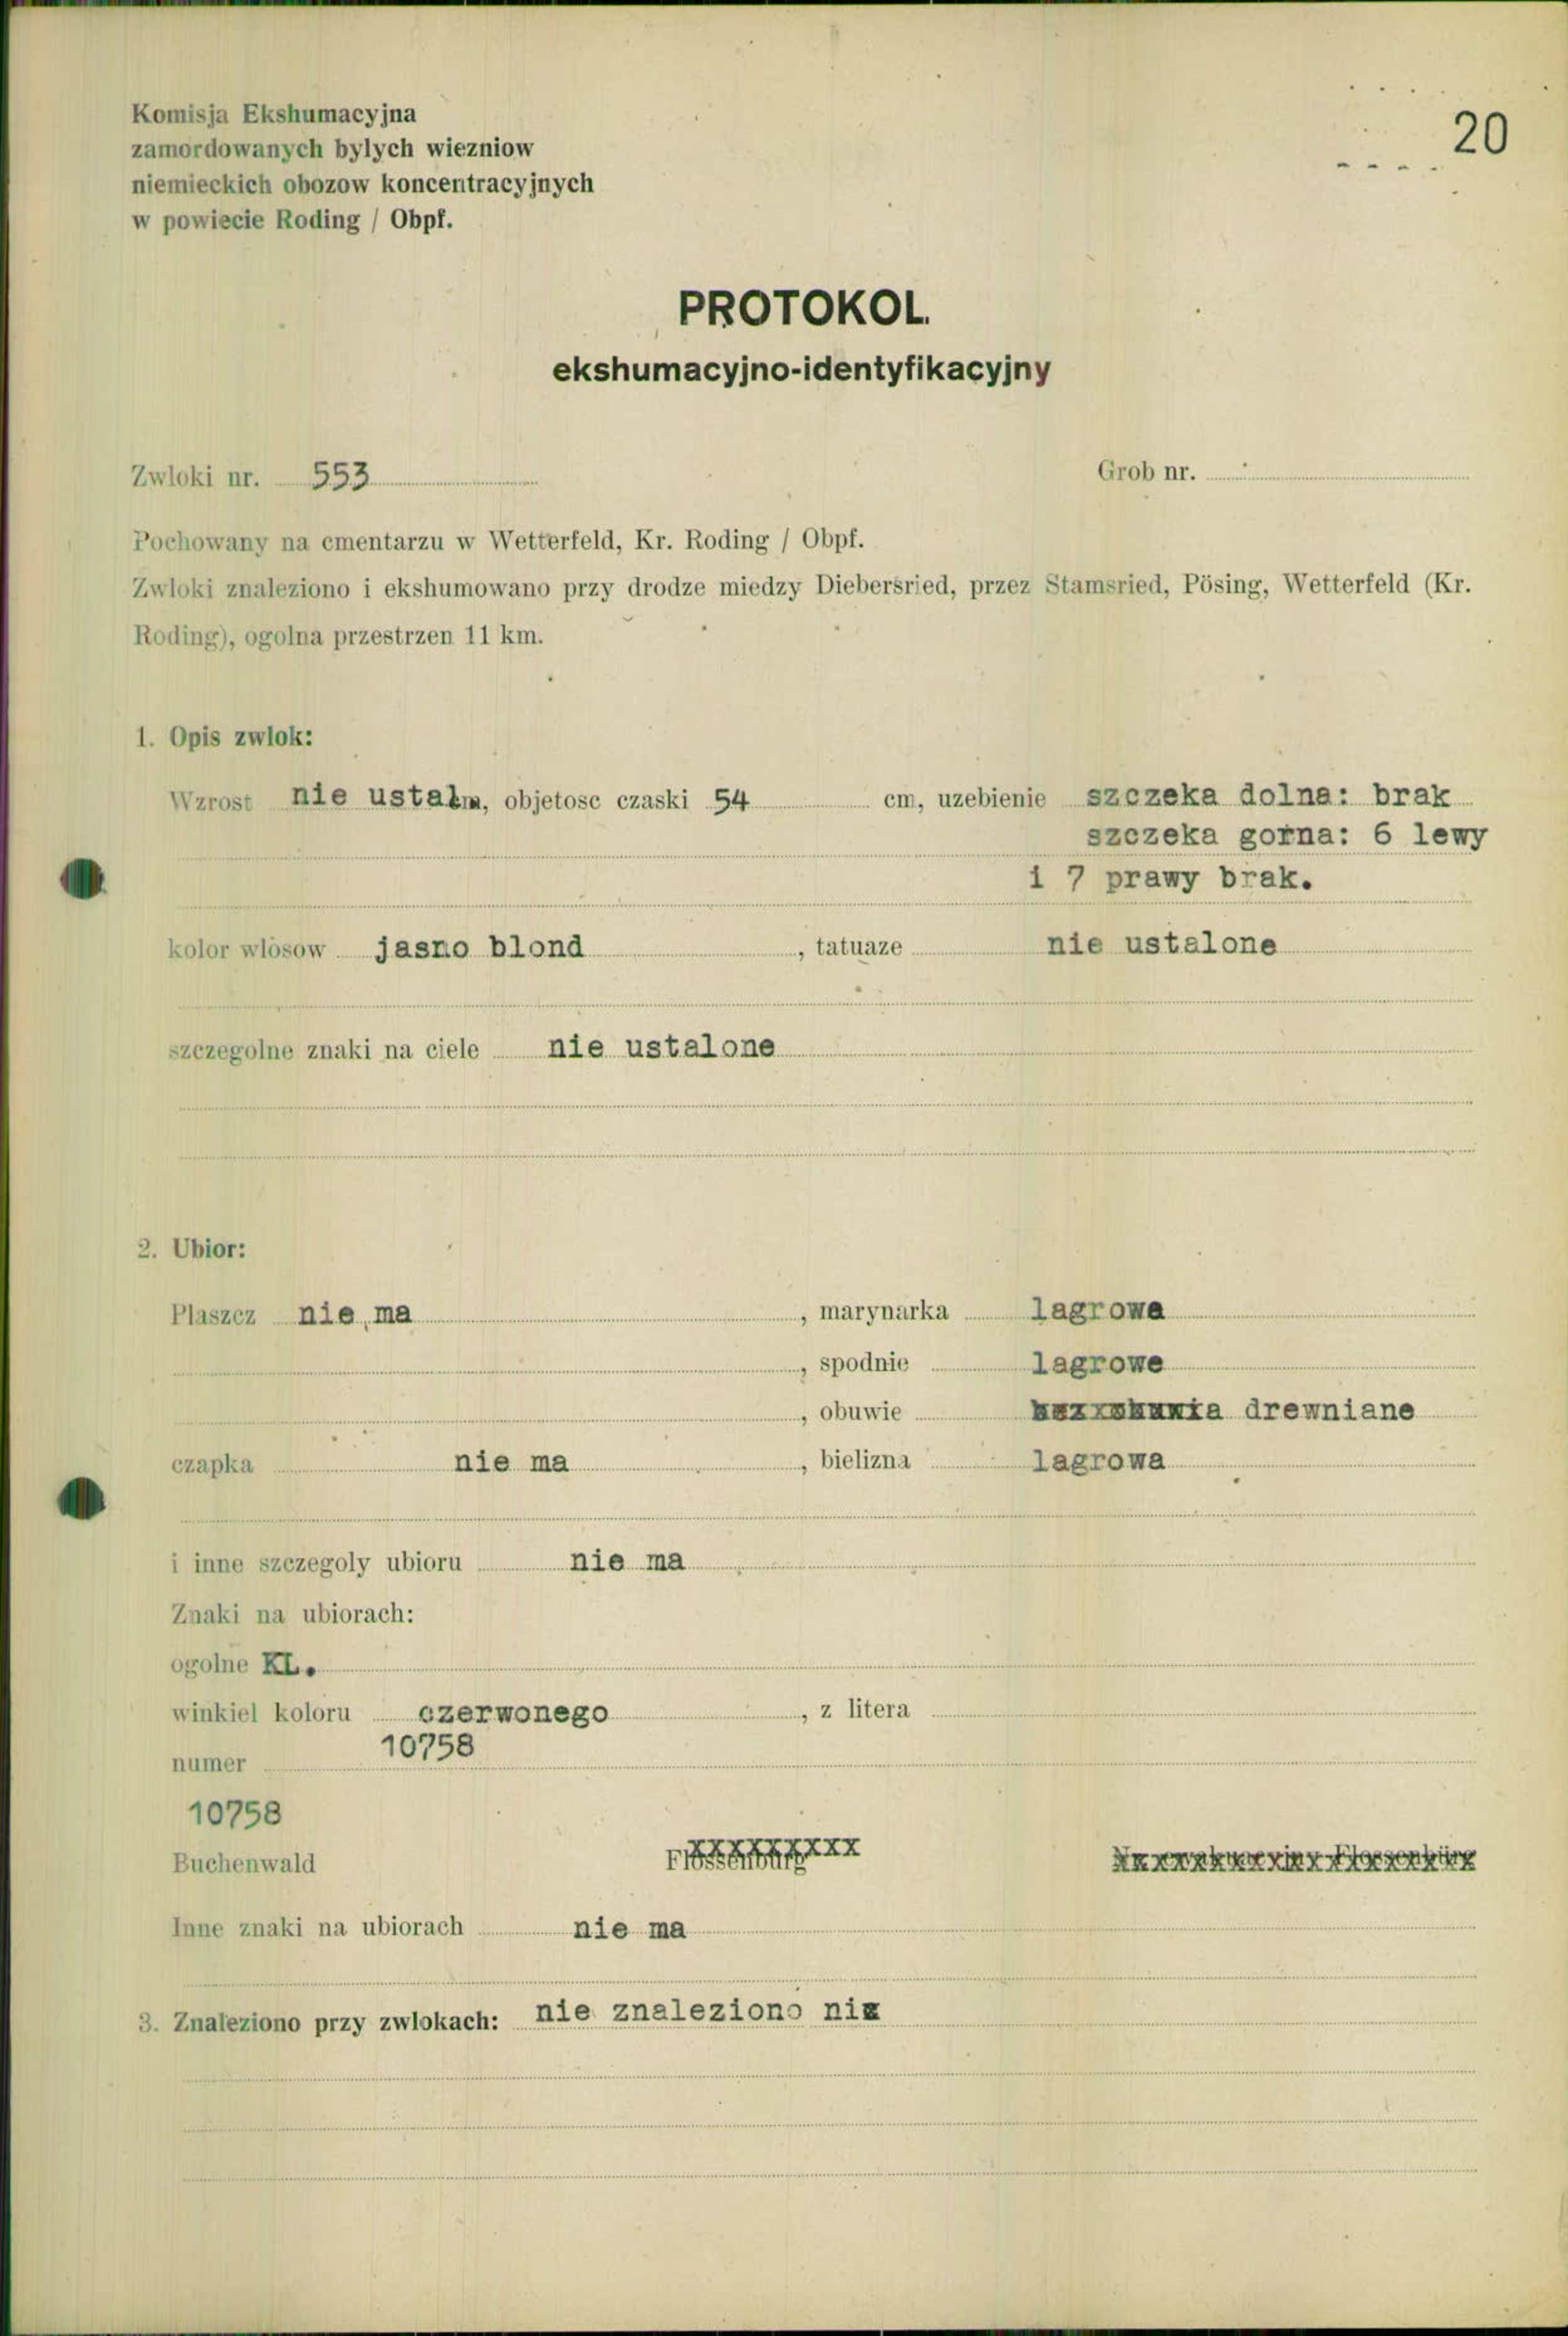 Komisja Ekshumacyjna
zamordowanych bylych wiezniow
niemieckich obozow koncentracyjnych
w powiecie Roding / Obpf.
20
PROTOKOL
ekshumacyjno-identyfikacyjny
Zwloki nr. 553 Grob nr.
Pochowany na cmentarzu w Wetterfeld, Kr. Roding / Obpf.
Zwloki znaleziono i ekshumowano przy drodze miedzy Diebersried, przez Stamsried, Pösing, Wetterfeld (Kr.
Roding), ogolna przestrzen 11 km.
1. Opis zwlok:
Wzrost nie ustal, objetosc czaski 54 cm, uzebienie szczeka dolna: brak
szczeka gorna: 6 lewy
i 7 prawy brak.
kolor wlosow jasno blond, tatuaze nie ustalone
szczegolne znaki na ciele nie ustalone
2. Ubior:
Plaszcz nie ma, marynarka lagrowa
, spodnie lagrowe
, obuwie drewniane
czapka nie ma, bielizna lagrowa
i inne szczegoly ubioru nie ma
Znaki na ubiorach:
ogolne KL.
winkiel koloru czerwonego, z litera
numer 10758
10758
Buchenwald Flossenburg
Inne znaki na ubiorach nie ma
3. Znaleziono przy zwlokach: nie znaleziono